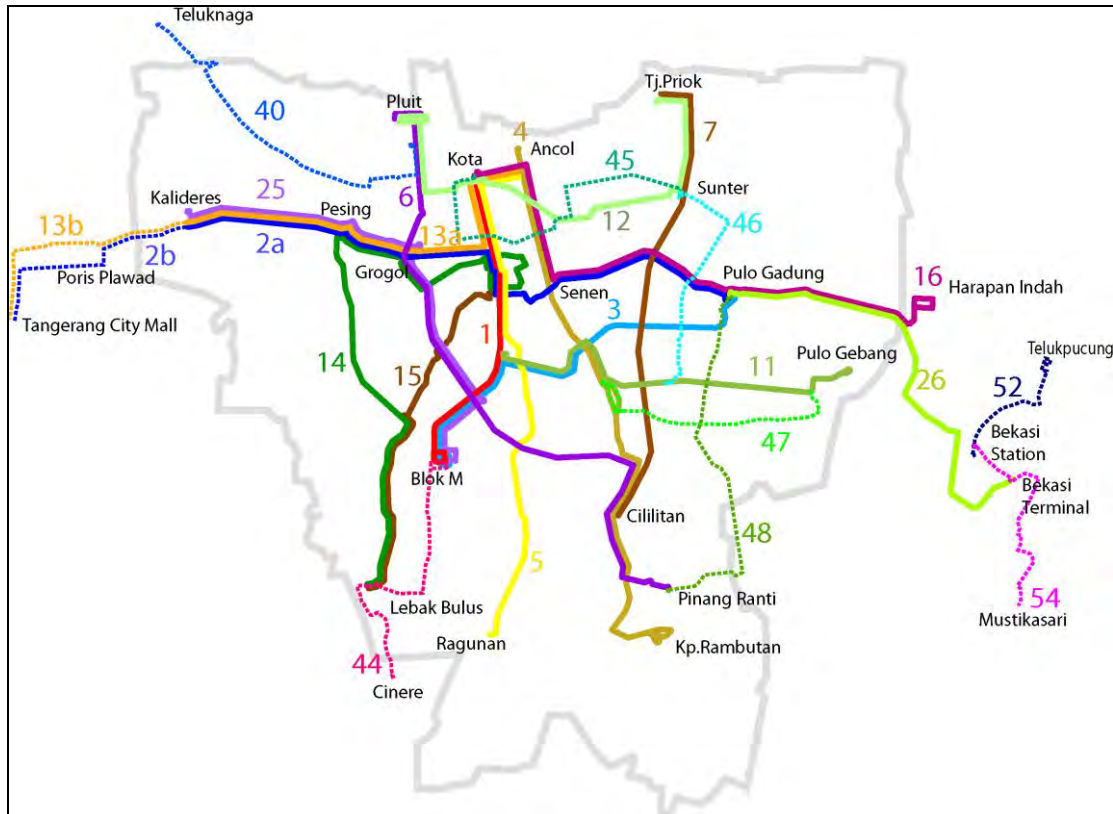 Teluknaga
40
Pluit
Tj.Priok
7
4
Ancol
45
Kota
Sunter
Kalideres
25
6
12
46
Pesing
13b
13a
2a
2b
Poris Plawad
Grogol
Senen
Pulo Gadung
16
Harapan Indah
Tangerang City Mall
3
1
Telukpucung
14
15
Pulo Gebang
11
26
52
47
Bekasi
Station
Blok M
Bekasi
Terminal
Cililitan
48
5
Lebak Bulus
Pinang Ranti
54
Mustikasari
Ragunan
Kp.Rambutan
44
Cinere